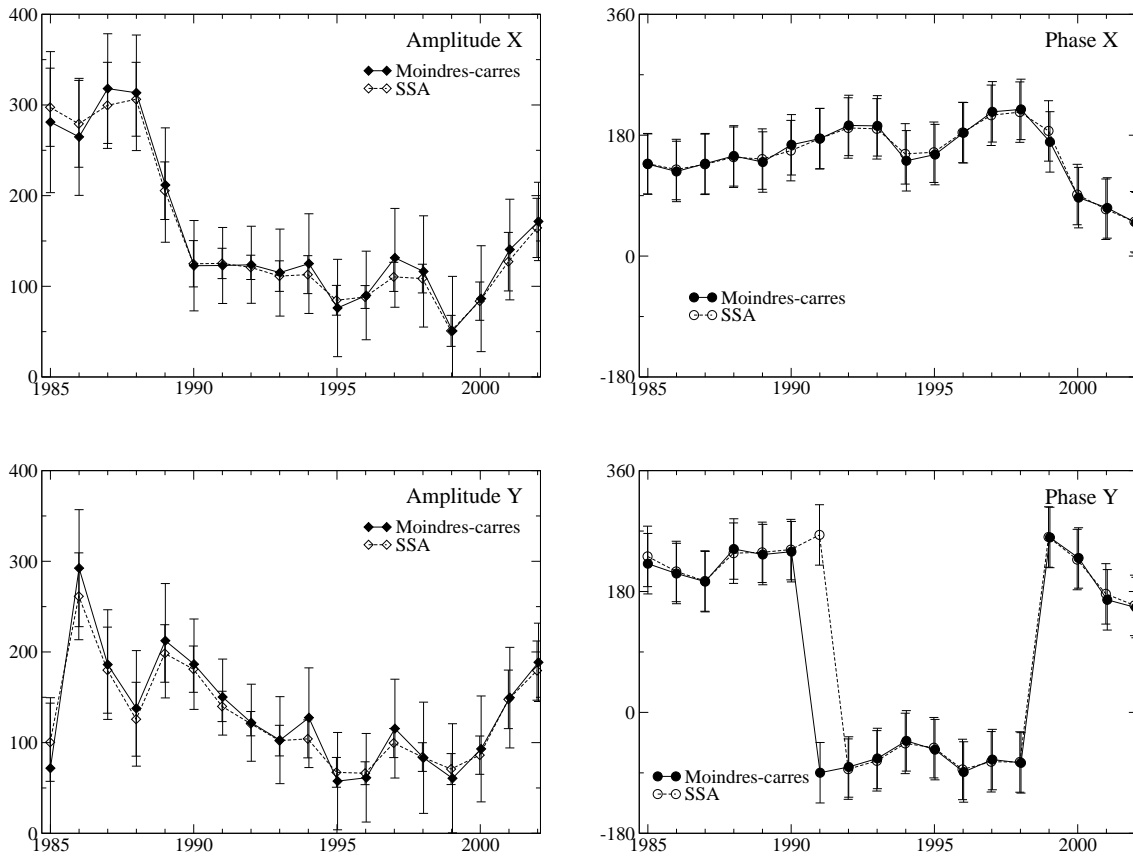 Amplitude X
Moindres-carres
SSA
400
300
200
100
0
1985 1990 1995 2000
Phase X
Moindres-carres
SSA
360
180
0
-180
1985 1990 1995 2000
Amplitude Y
Moindres-carres
SSA
400
300
200
100
0
1985 1990 1995 2000
Phase Y
Moindres-carres
SSA
360
180
0
-180
1985 1990 1995 2000